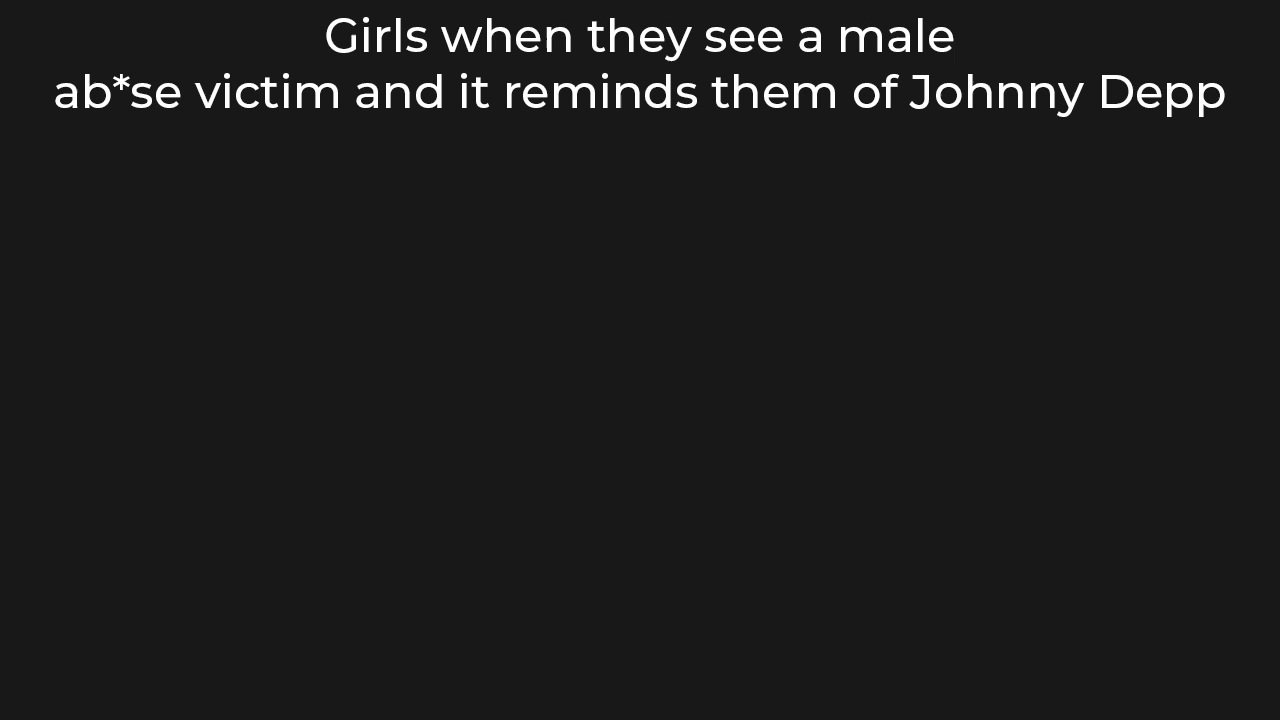 Girls when they see a male
ab*se victim and it reminds them of Johnny Depp